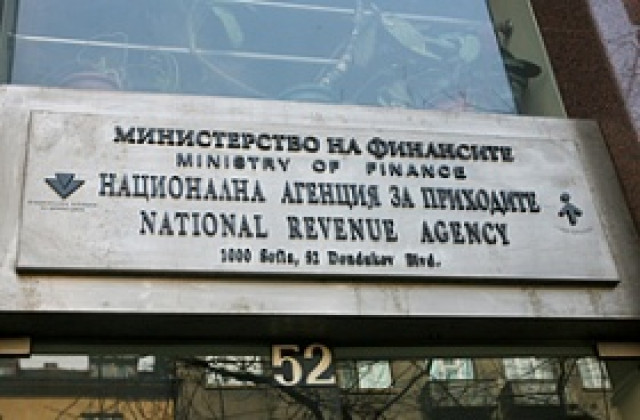 МИНИСТЕРСТВО НА ФИНАНСИТЕ
MINISTRY OF FINANCE
НАЦИОНАЛНА АГЕНЦИЯ ЗА ПРИХОДИТЕ
NATIONAL REVENUE AGENCY
1000 Sofia, 52 Dondukov Blvd.
52